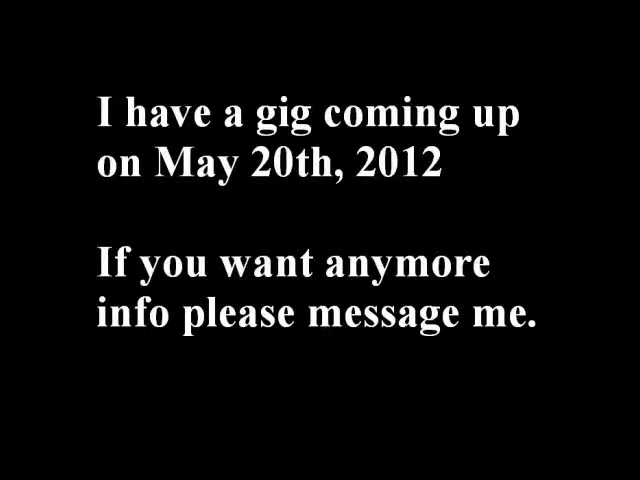 I have a gig coming up
on May 20th, 2012
If you want anymore
info please message me.